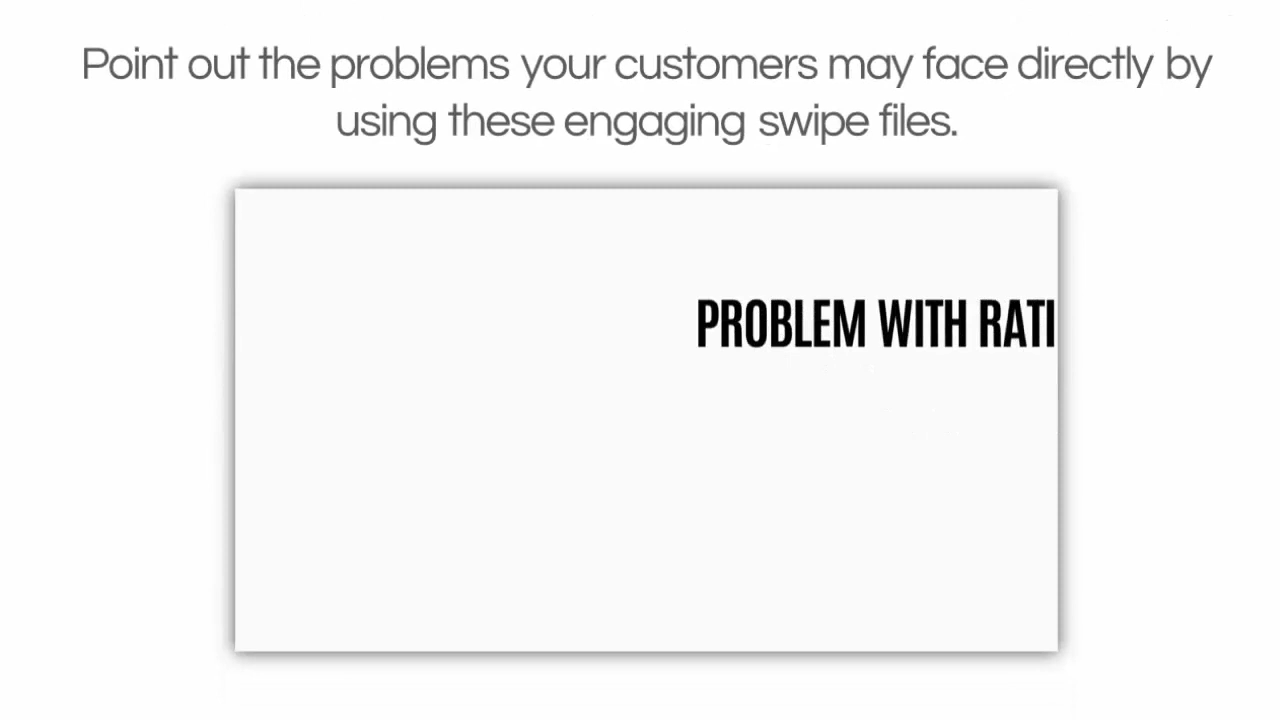 Point out the problems your customers may face directly by
using these engaging swipe files.
PROBLEM WITH RATI